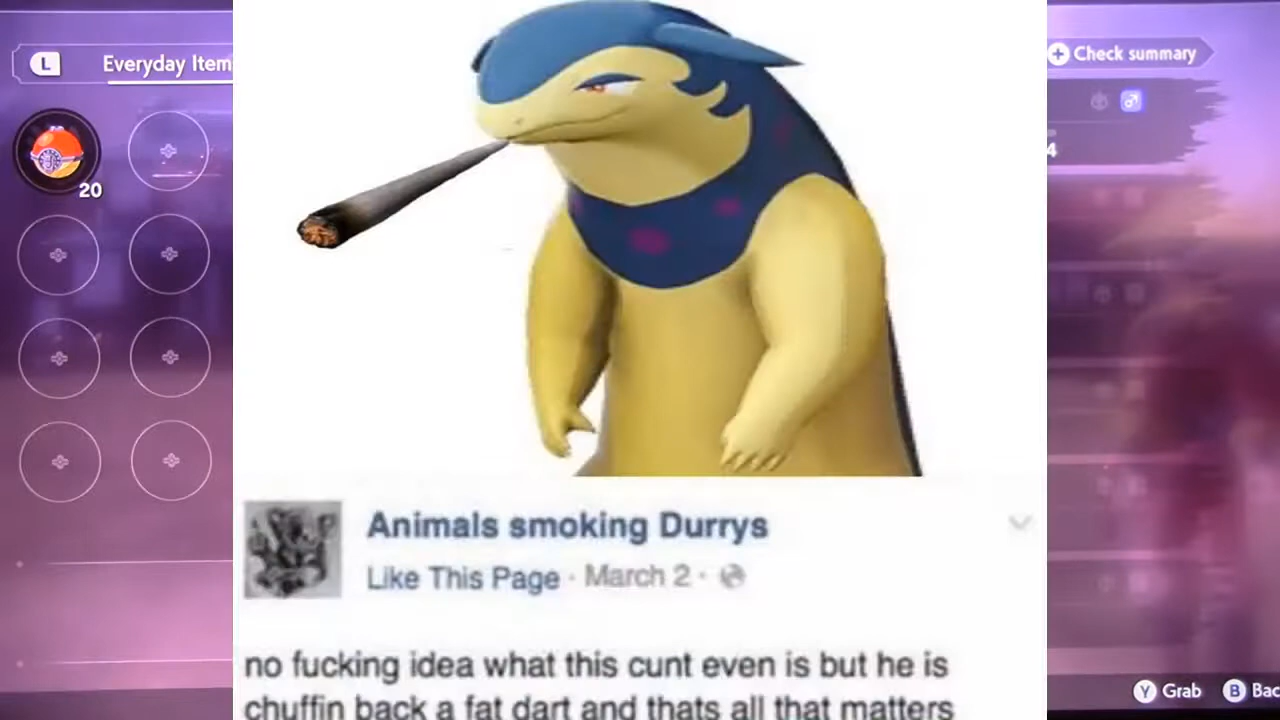 L
Everyday Item
20
+ Check summary
4
Animals smoking Durrys
Like This Page · March 2 ·
no fucking idea what this cunt even is but he is
chuffin back a fat dart and thats all that matters
Y Grab B Bac